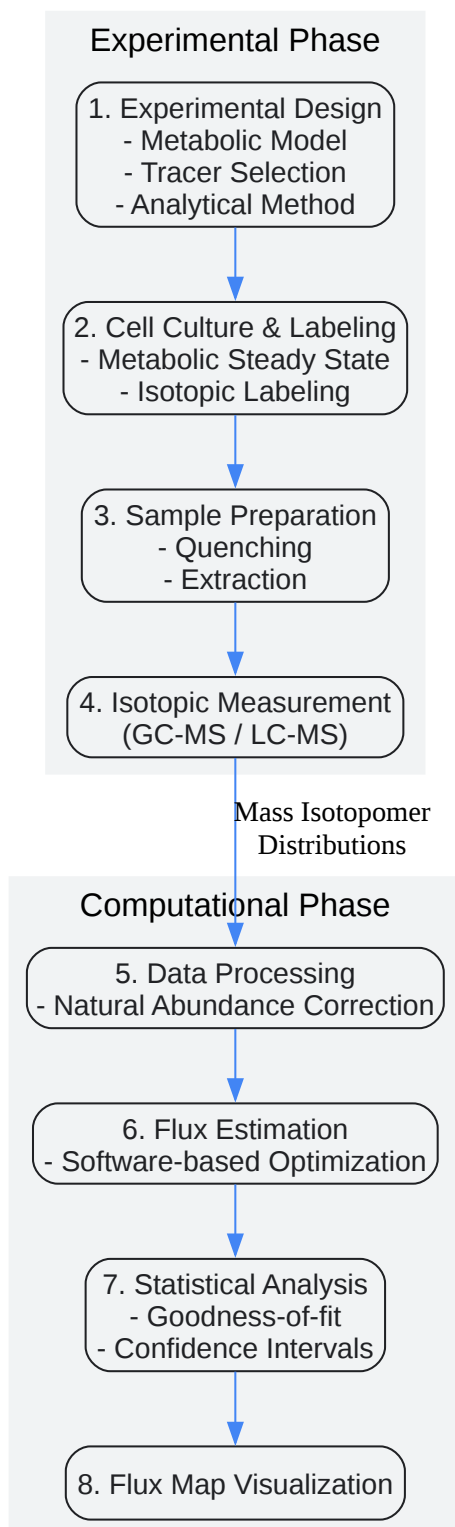 Experimental Phase
1. Experimental Design
- Metabolic Model
- Tracer Selection
- Analytical Method
2. Cell Culture & Labeling
- Metabolic Steady State
- Isotopic Labeling
3. Sample Preparation
- Quenching
- Extraction
4. Isotopic Measurement
(GC-MS / LC-MS)
Mass Isotopomer
Distributions
Computational Phase
5. Data Processing
- Natural Abundance Correction
6. Flux Estimation
- Software-based Optimization
7. Statistical Analysis
- Goodness-of-fit
- Confidence Intervals
8. Flux Map Visualization